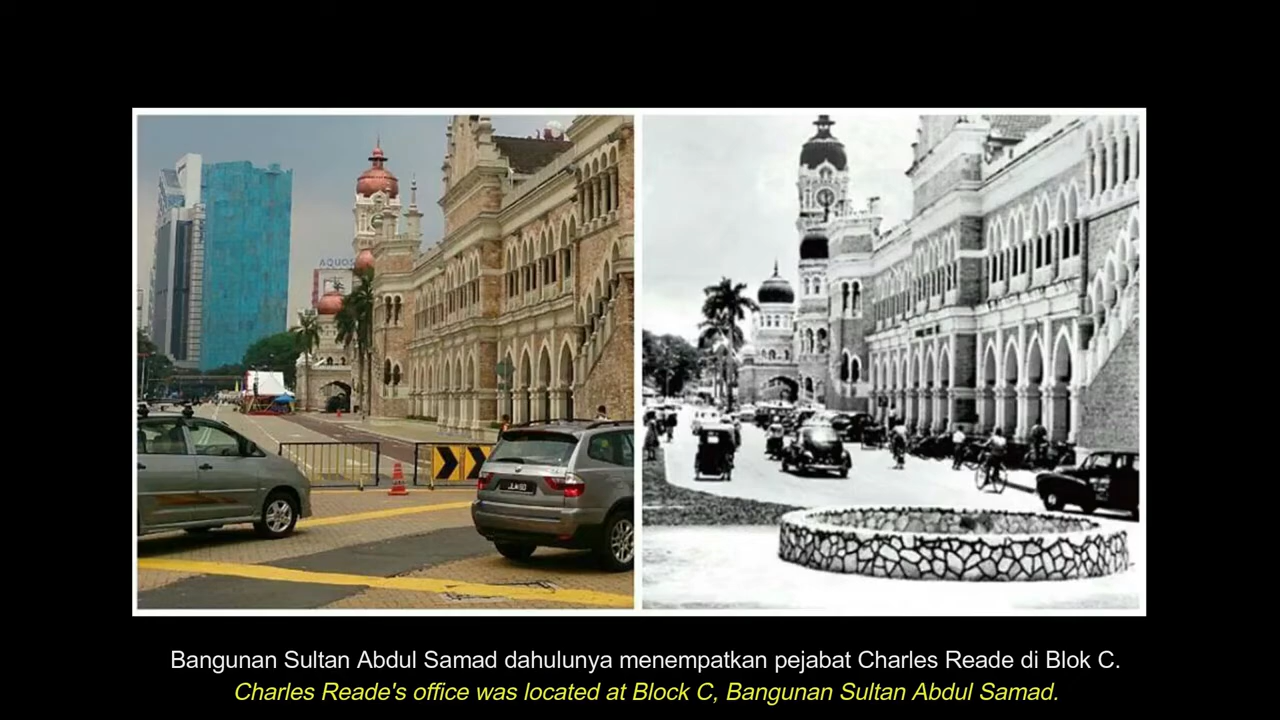 AQUOS
Bangunan Sultan Abdul Samad dahulunya menempatkan pejabat Charles Reade di Blok C.
Charles Reade's office was located at Block C, Bangunan Sultan Abdul Samad.